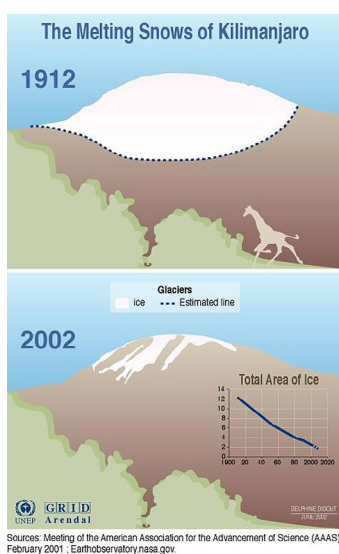 The Melting Snows of Kilimanjaro
1912
Glaciers
ice
Estimated line
2002
Total Area of Ice
14
12
10
8
6
4
2
0
1900 20 40 60 80 2000 2020
UNEP
GRID
Arendal
DELPHINE DIGOUT
JUNE 2002
Sources: Meeting of the American Association for the Advancement of Science (AAAS)
February 2001 ; Earthobservatory.nasa.gov.